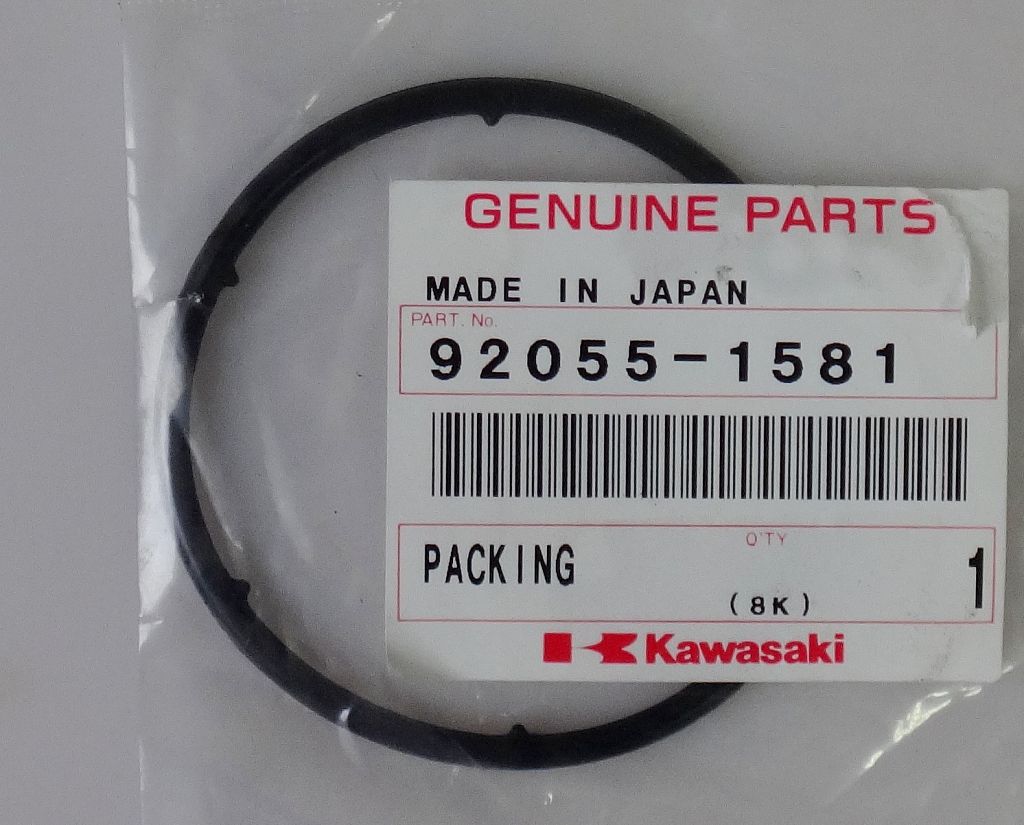 GENUINE PARTS
MADE IN JAPAN
PART. No.
92055-1581
Q'TY
PACKING 1
(8K)
Kawasaki